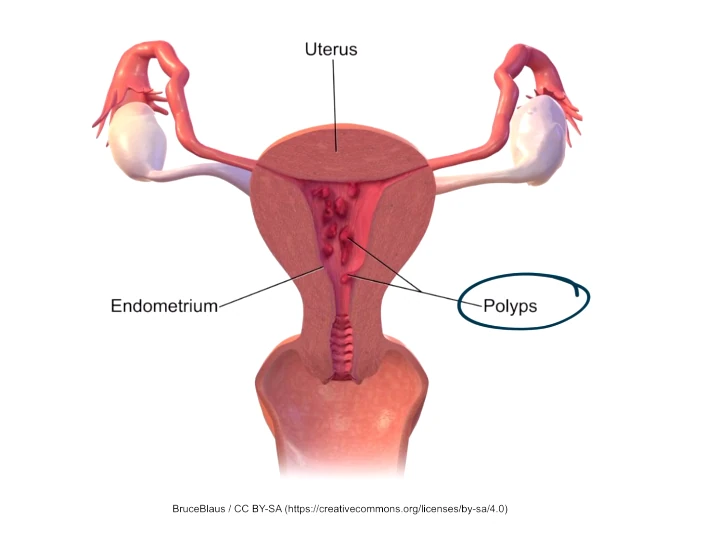 Uterus
Endometrium
Polyps
BruceBlaus / CC BY-SA (https://creativecommons.org/licenses/by-sa/4.0)